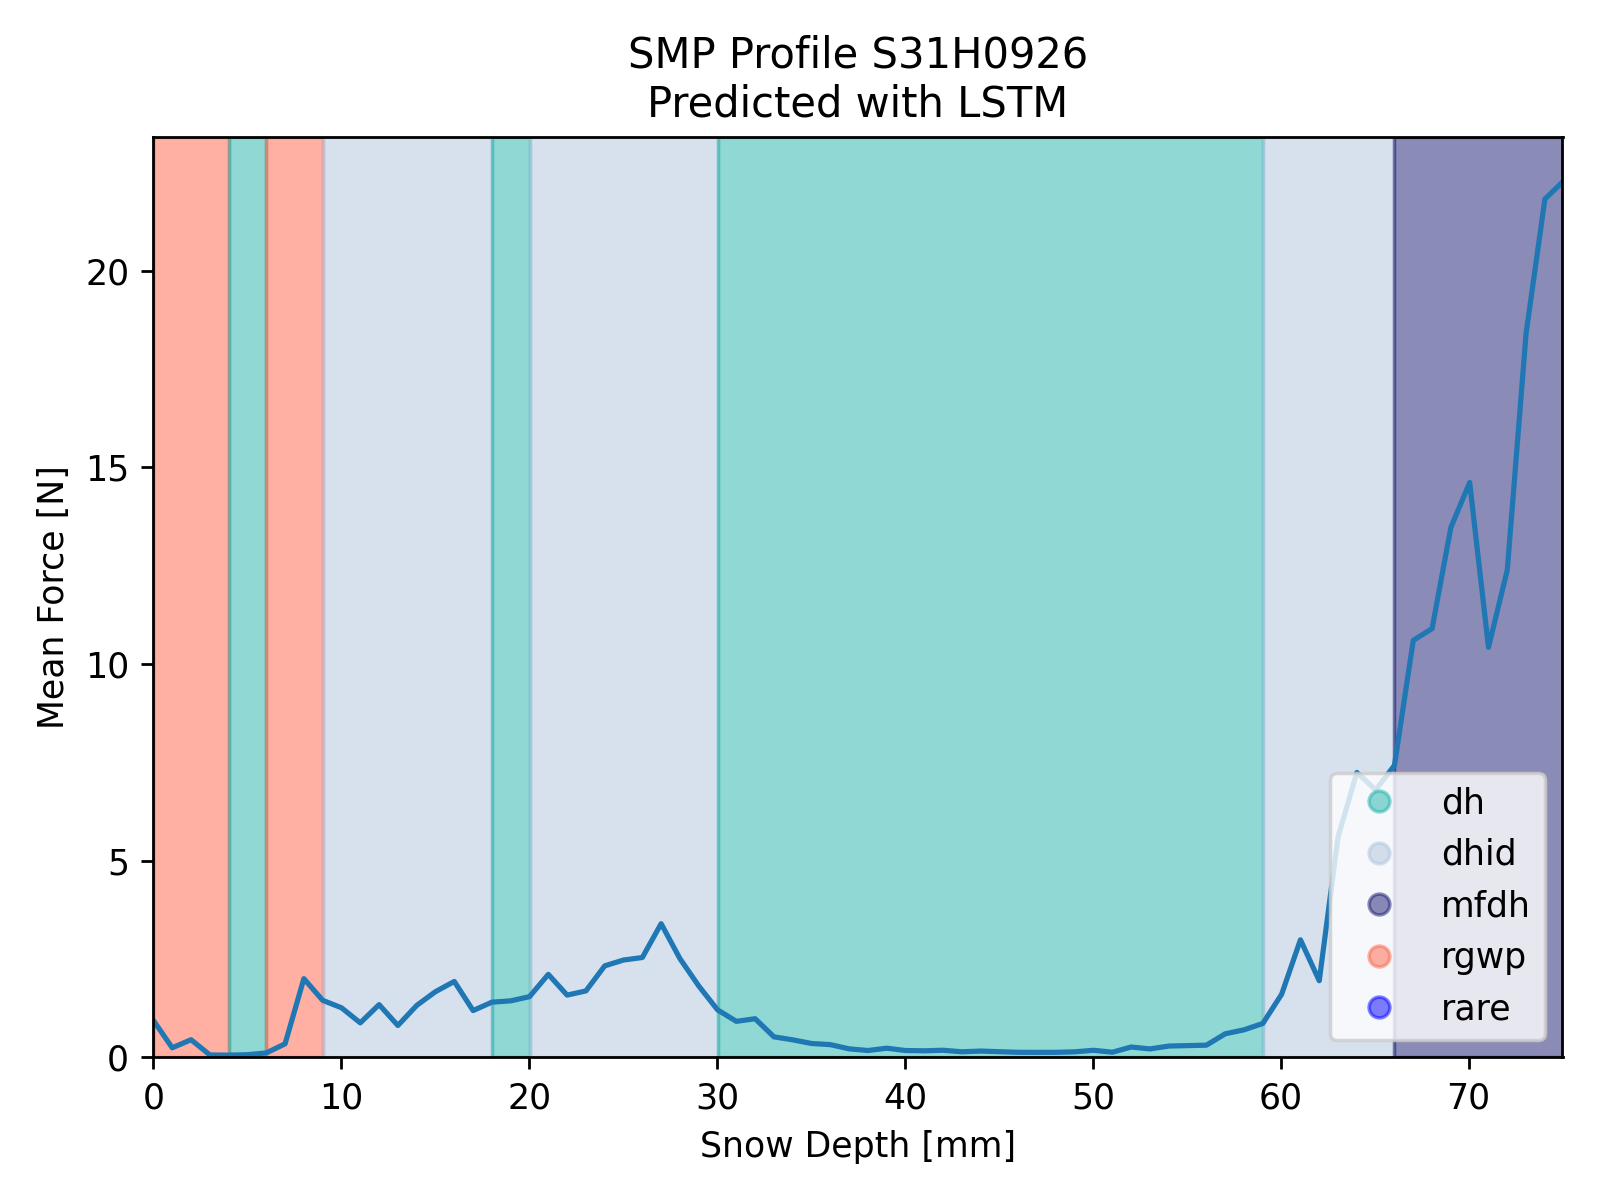 SMP Profile S31H0926
Predicted with LSTM
Mean Force [N]
20
15
10
5
0
dh
dhid
mfdh
rgwp
rare
0 10 20 30 40 50 60 70
Snow Depth [mm]